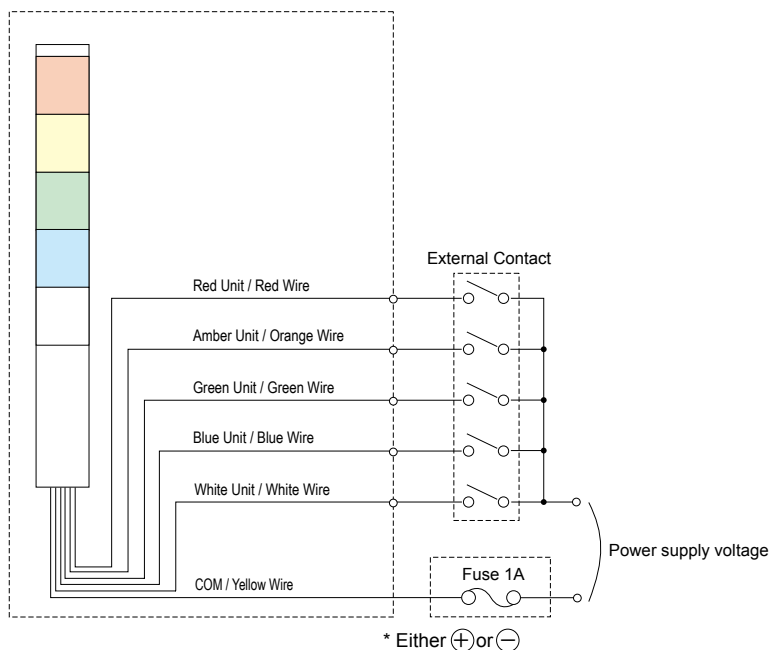 External Contact
Red Unit / Red Wire
Amber Unit / Orange Wire
Green Unit / Green Wire
Blue Unit / Blue Wire
White Unit / White Wire
Power supply voltage
Fuse 1A
COM / Yellow Wire
* Either ⊕ or ⊖